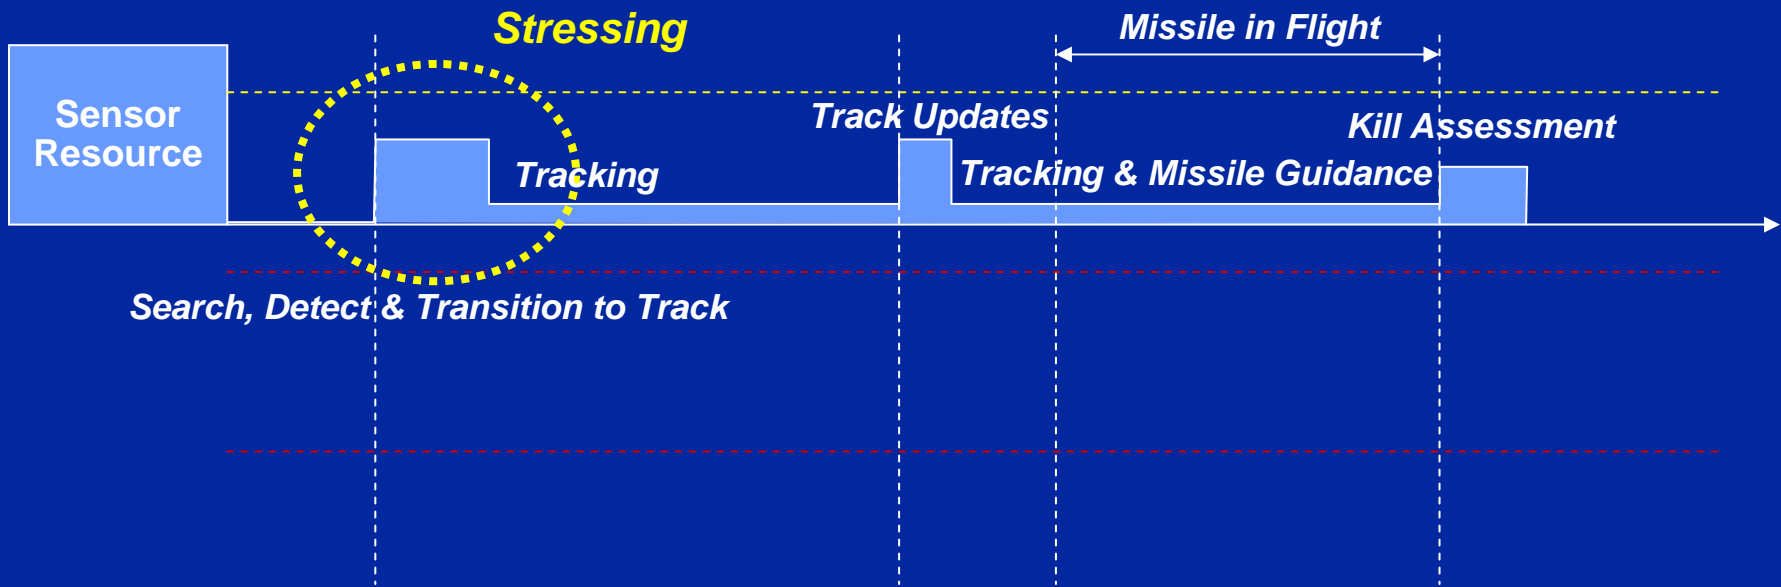 Stressing
Missile in Flight
Sensor
Resource
Track Updates
Kill Assessment
Tracking
Tracking & Missile Guidance
Search, Detect & Transition to Track